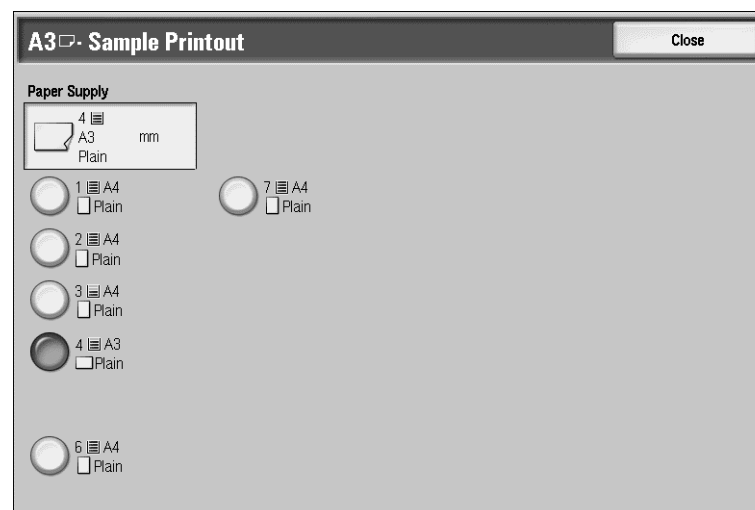 A3 - Sample Printout
Close
Paper Supply
4
A3 mm
Plain
1 A4
Plain
7 A4
Plain
2 A4
Plain
3 A4
Plain
4 A3
Plain
6 A4
Plain